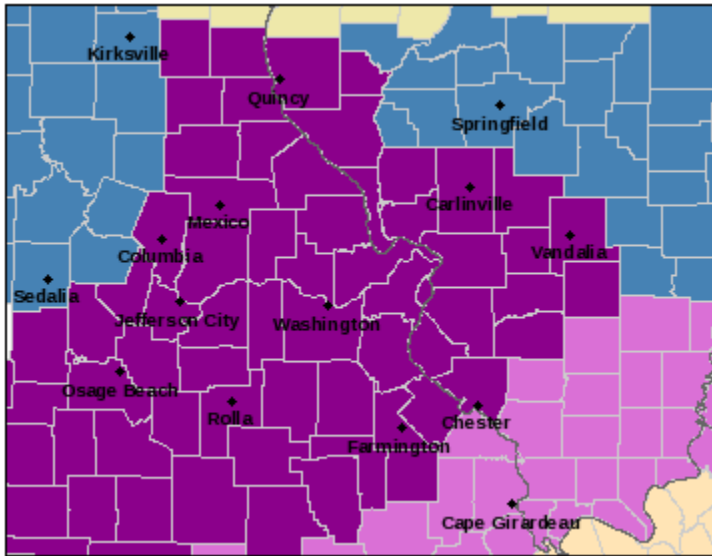 Kirksville
Quincy
Springfield
Mexico
Carlinville
Columbia
Vandalia
Sedalia
Jefferson City
Washington
Osage Beach
Rolla
Chester
Farmington
Cape Girardeau